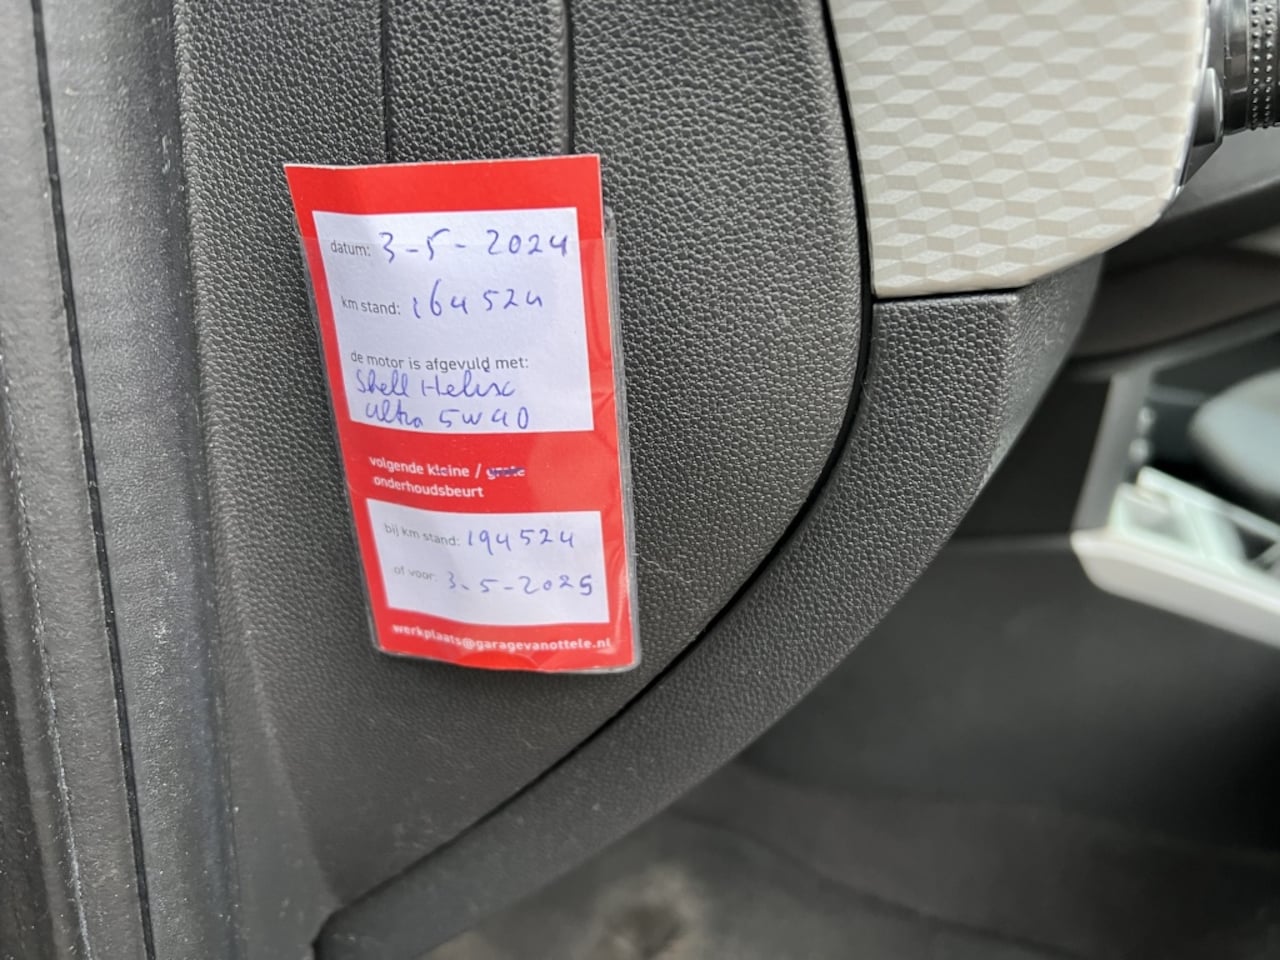 datum: 3-5-2024
km stand: 164524
de motor is afgevuld met:
Shell Helix
ultra 5W40
volgende kleine / grote
onderhoudsbeurt
bij km stand: 194524
of voor: 3-5-2025
werkplaats@garagevanottele.nl